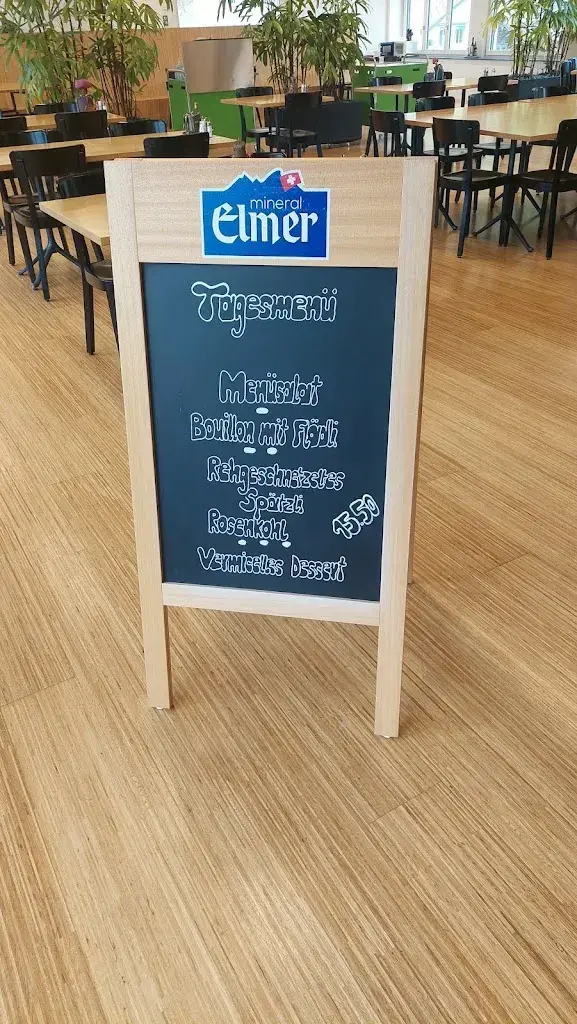 mineral
Elmer
Tagesmenü
Menüsalat
Bouillon mit Flädli
Rehgeschnetzeltes
Spätzli
Rosenkohl
15.50
Vermicelles Dessert